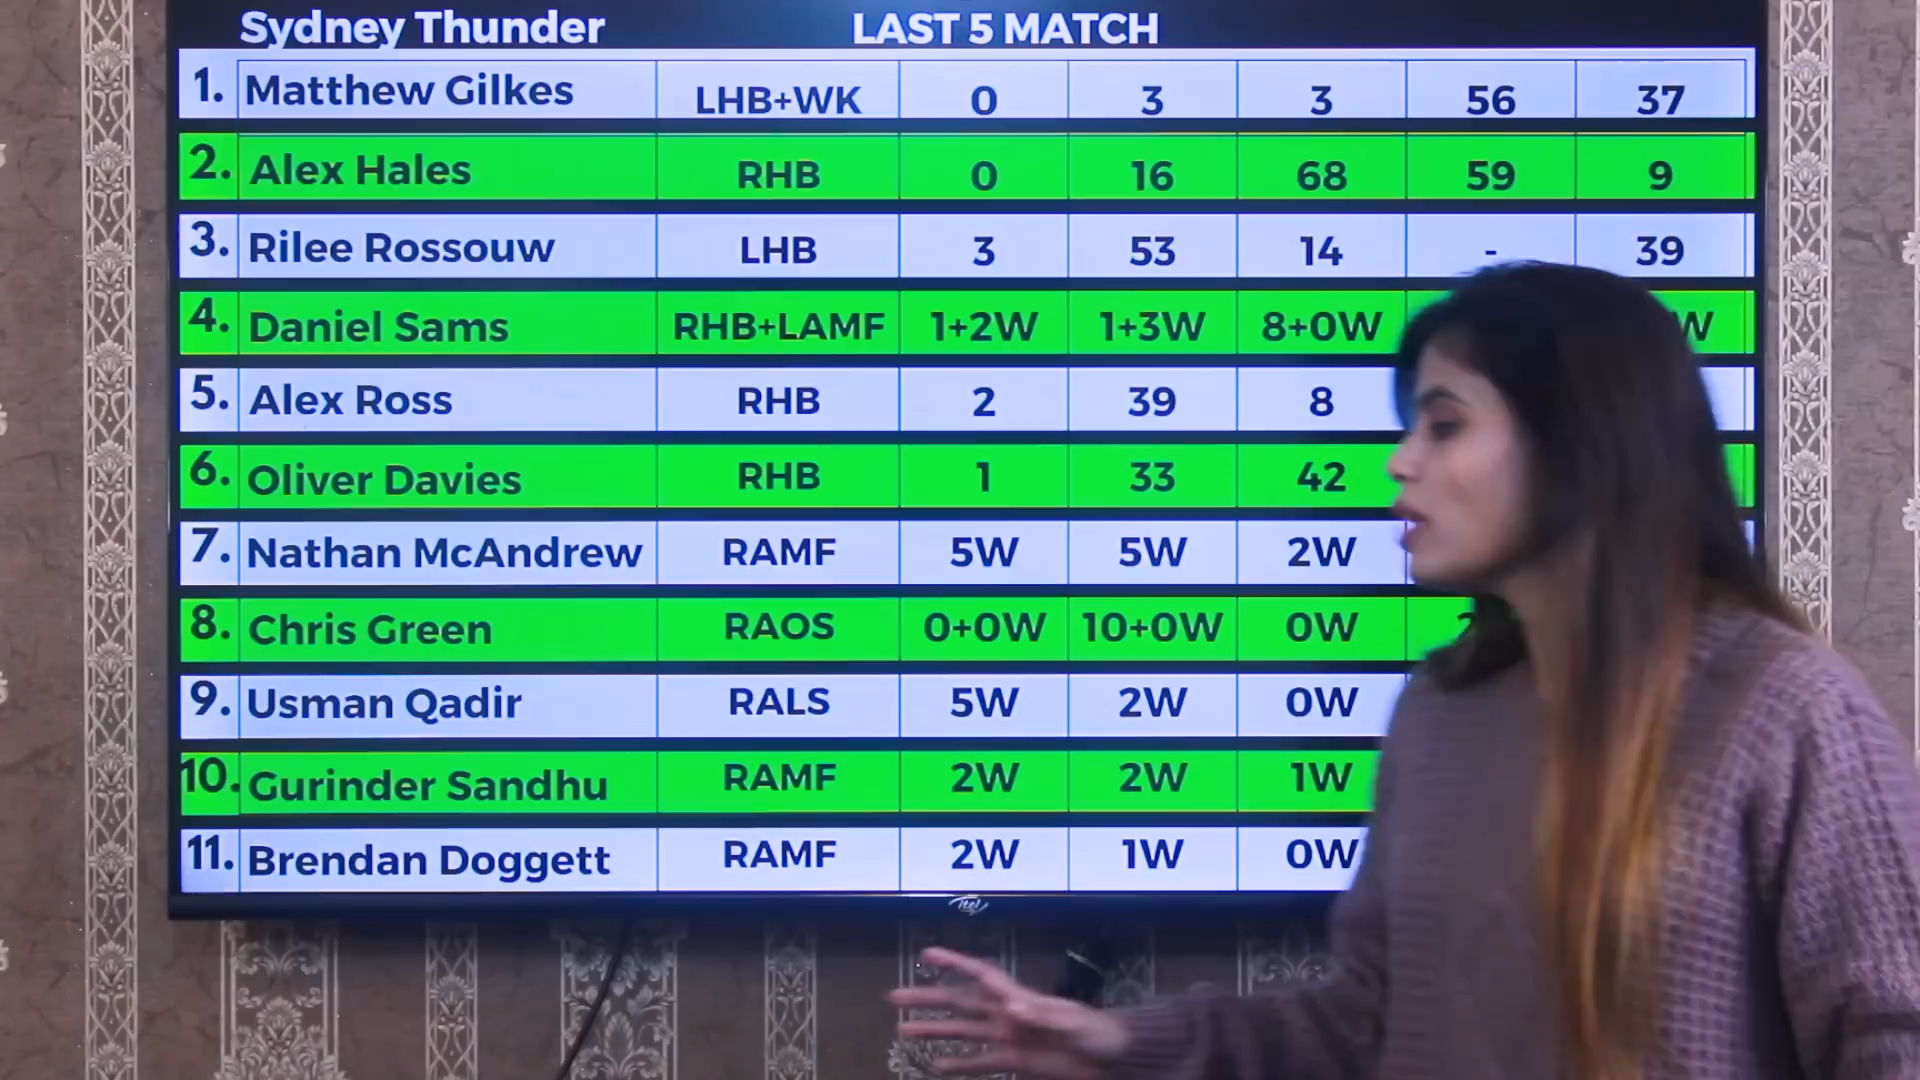 Sydney Thunder LAST 5 MATCH
1. Matthew Gilkes LHB+WK 0 3 3 56 37
2. Alex Hales RHB 0 16 68 59 9
3. Rilee Rossouw LHB 3 53 14 - 39
4. Daniel Sams RHB+LAMF 1+2W 1+3W 8+0W W
5. Alex Ross RHB 2 39 8
6. Oliver Davies RHB 1 33 42
7. Nathan McAndrew RAMF 5W 5W 2W
8. Chris Green RAOS 0+0W 10+0W 0W
9. Usman Qadir RALS 5W 2W 0W
10. Gurinder Sandhu RAMF 2W 2W 1W
11. Brendan Doggett RAMF 2W 1W 0W
itel